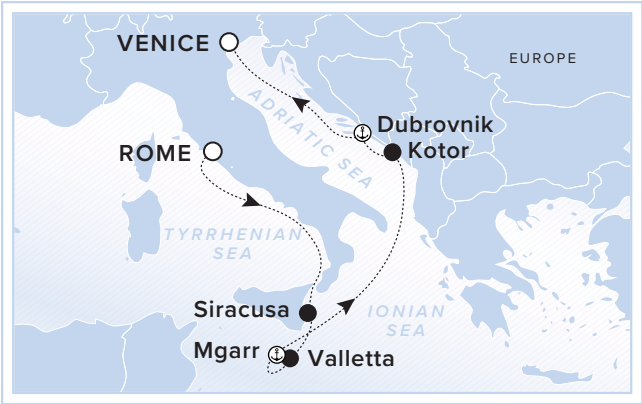 VENICE
EUROPE
ADRIATIC SEA
Dubrovnik
Kotor
ROME
TYRRHENIAN
SEA
Siracusa
IONIAN
SEA
Mgarr
Valletta